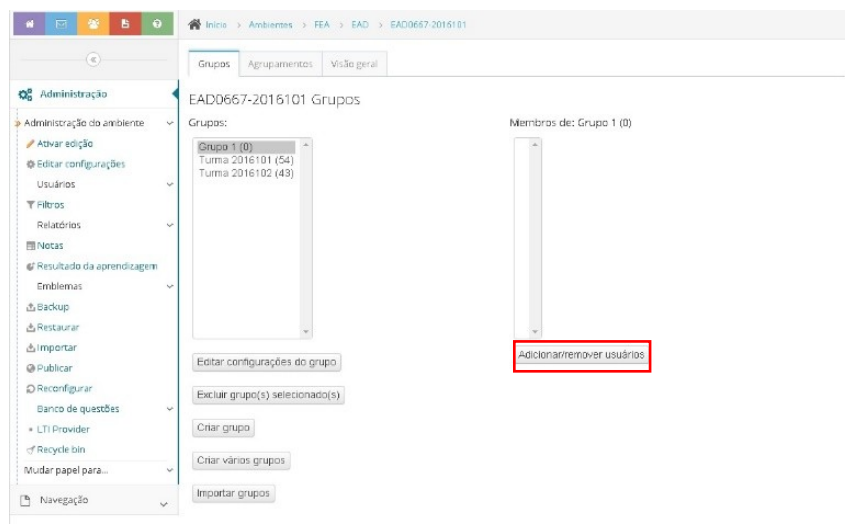 Início > Ambientes > FEA > EAD > EAD0667-2016101
Grupos Agrupamentos Visão geral
Administração
Administração do ambiente
Ativar edição
Editar configurações
Usuários
Filtros
Relatórios
Notas
Resultado da aprendizagem
Emblemas
Backup
Restaurar
Importar
Publicar
Reconfigurar
Banco de questões
LTI Provider
Recycle bin
Mudar papel para...
Navegação
EAD0667-2016101 Grupos
Grupos:
Grupo 1 (0)
Turma 2016101 (54)
Turma 2016102 (43)
Editar configurações do grupo
Excluir grupo(s) selecionado(s)
Criar grupo
Criar vários grupos
Importar grupos
Membros de: Grupo 1 (0)
Adicionar/remover usuários